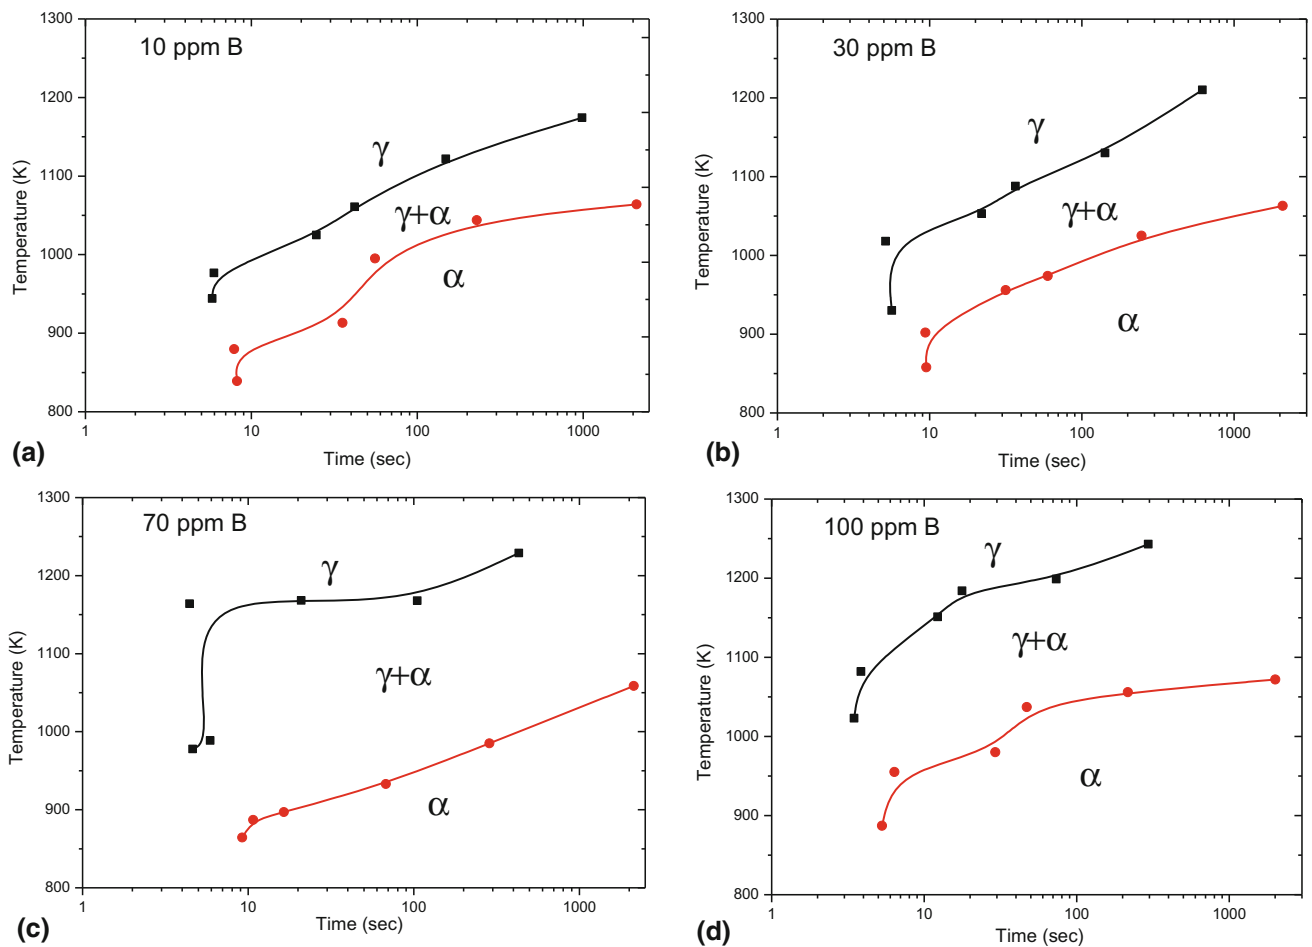 10 ppm B
Temperature (K)
1300
1200
1100
1000
900
800
γ
γ+α
α
1
10
100
1000
Time (sec)
(a)
30 ppm B
Temperature (K)
1300
1200
1100
1000
900
800
γ
γ+α
α
1
10
100
1000
Time (sec)
(b)
70 ppm B
Temperature (K)
1300
1200
1100
1000
900
800
γ
γ+α
α
1
10
100
1000
Time (sec)
(c)
100 ppm B
Temperature (K)
1300
1200
1100
1000
900
800
γ
γ+α
α
1
10
100
1000
Time (sec)
(d)